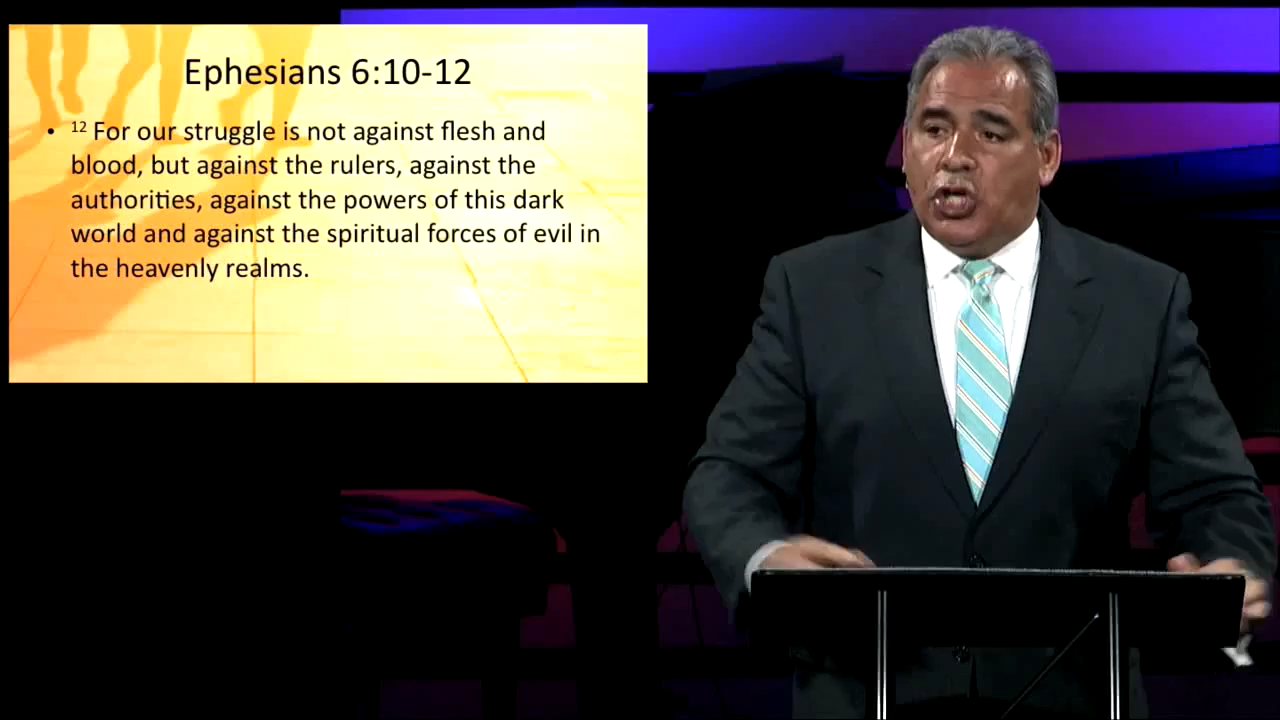 Ephesians 6:10-12
• 12 For our struggle is not against flesh and
blood, but against the rulers, against the
authorities, against the powers of this dark
world and against the spiritual forces of evil in
the heavenly realms.